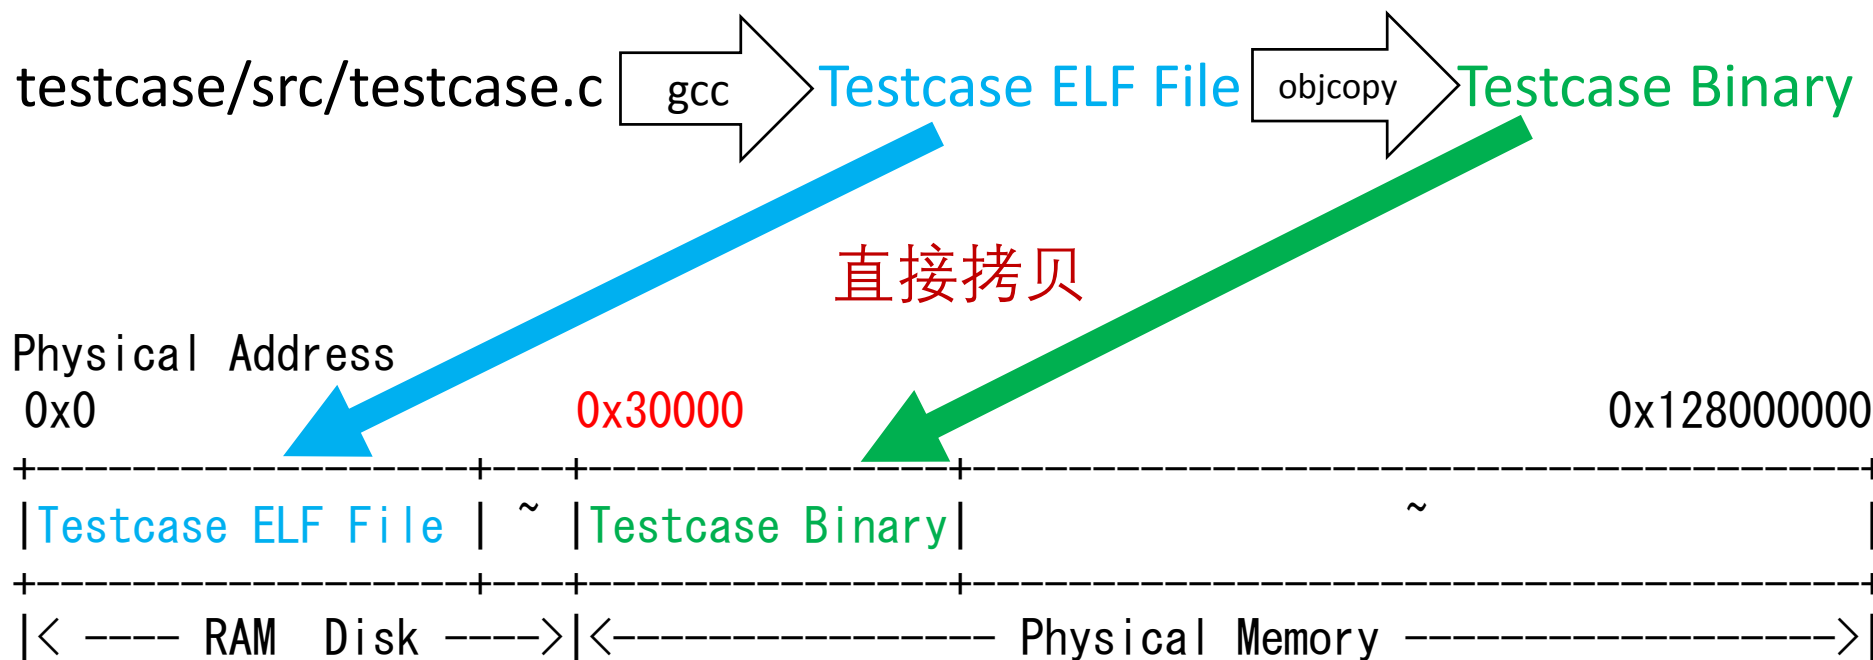 testcase/src/testcase.c gcc Testcase ELF File objcopy Testcase Binary
直接拷贝
Physical Address
0x0 0x30000 0x128000000
+-------------------+----+----------------+--------------------------------------+
|Testcase ELF File | ~ |Testcase Binary| ~ |
+-------------------+----+----------------+--------------------------------------+
|< ---- RAM Disk ---->|<---------------- Physical Memory ------------------>|